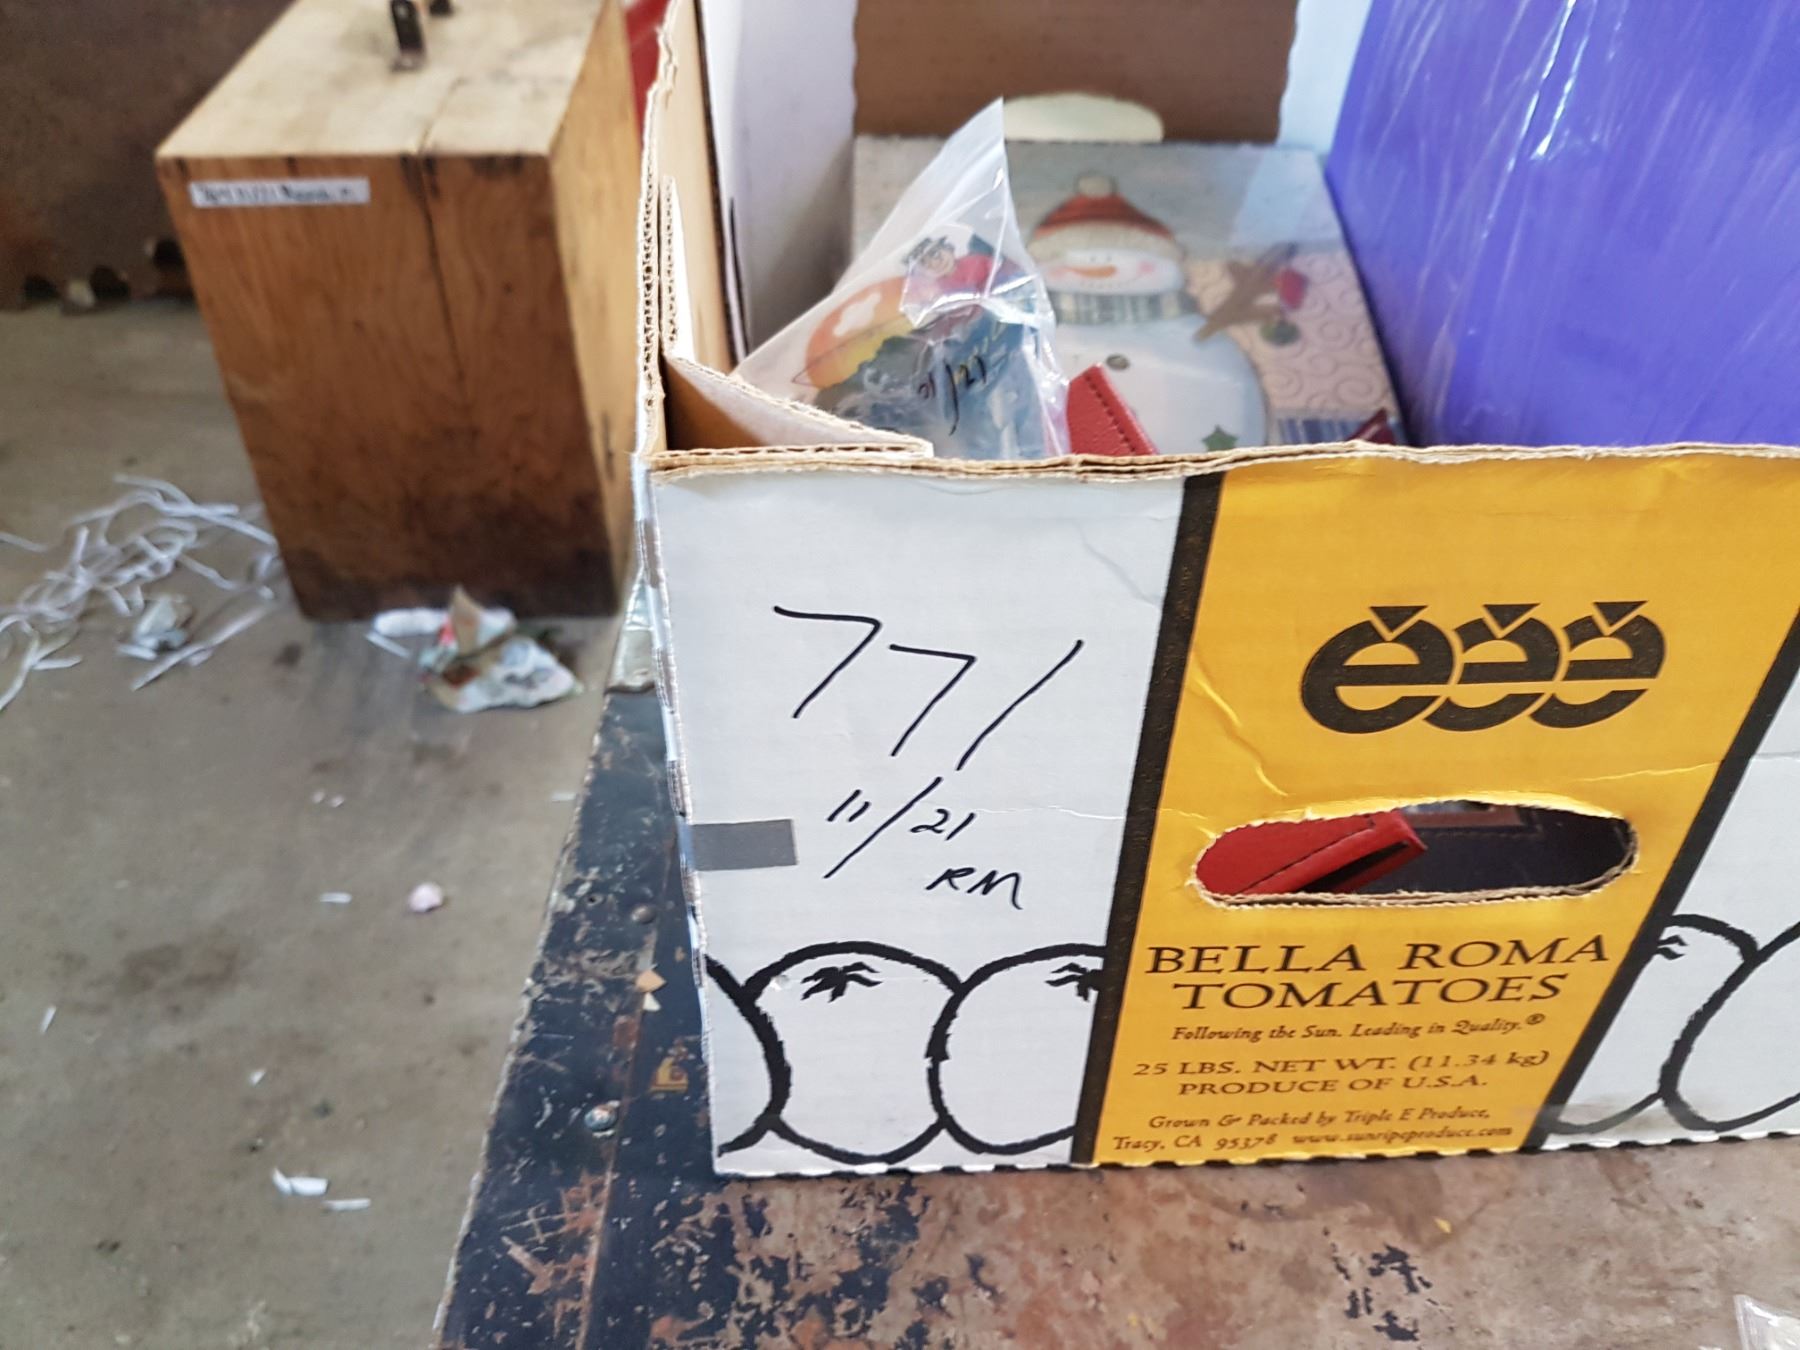 771
11/21
RM
eee
BELLA ROMA
TOMATOES
Following the Sun. Leading in Quality.®
25 LBS. NET WT. (11.34 kg)
PRODUCE OF U.S.A.
Grown & Packed by Triple E Produce,
Tracy, CA 95378 www.sunripeproduce.com